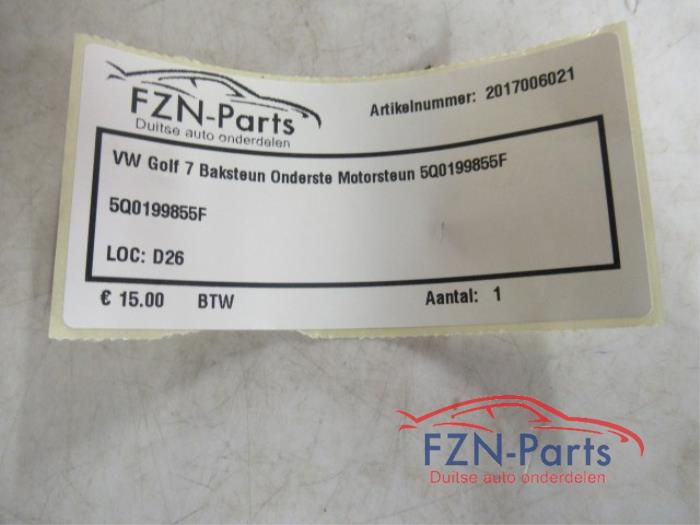 FZN-Parts
Duitse auto onderdelen
Artikelnummer: 2017006021
VW Golf 7 Baksteun Onderste Motorsteun 5Q0199855F
5Q0199855F
LOC: D26
€ 15.00 BTW Aantal: 1
FZN-Parts
Duitse auto onderdelen